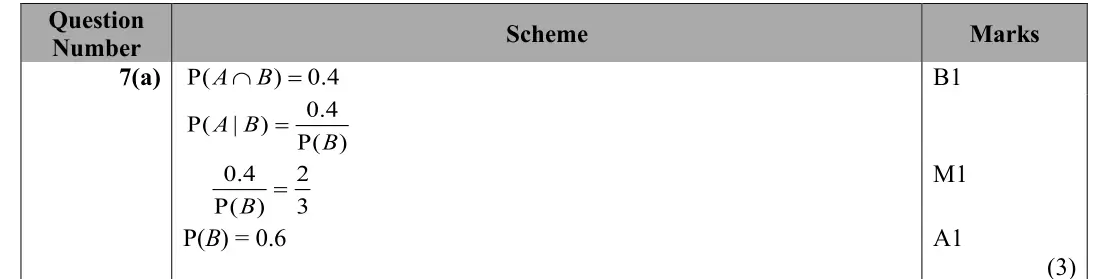 Question Number Scheme Marks
7(a) P(A ∩ B) = 0.4 B1
P(A | B) = 0.4 / P(B)
0.4 / P(B) = 2 / 3 M1
P(B) = 0.6 A1
(3)